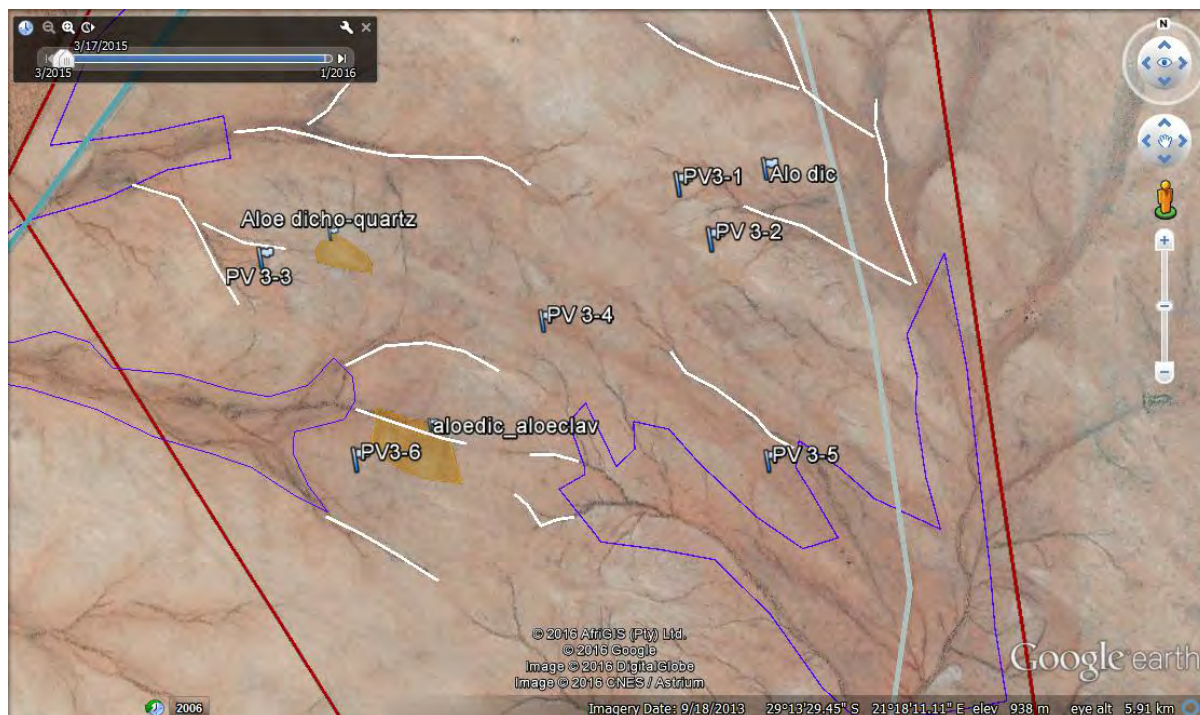 3/17/2015
3/2015
1/2016
N
PV3-1
Alo dic
Aloe dicho-quartz
PV 3-2
PV 3-3
PV 3-4
aloedic_aloeclav
PV3-6
PV 3-5
© 2016 AfriGIS (Pty) Ltd.
© 2016 Google
Image © 2016 DigitalGlobe
Image © 2016 CNES / Astrium
Google earth
2006
Imagery Date: 9/18/2013 29°13'29.45" S 21°18'11.11" E elev 938 m eye alt 5.91 km